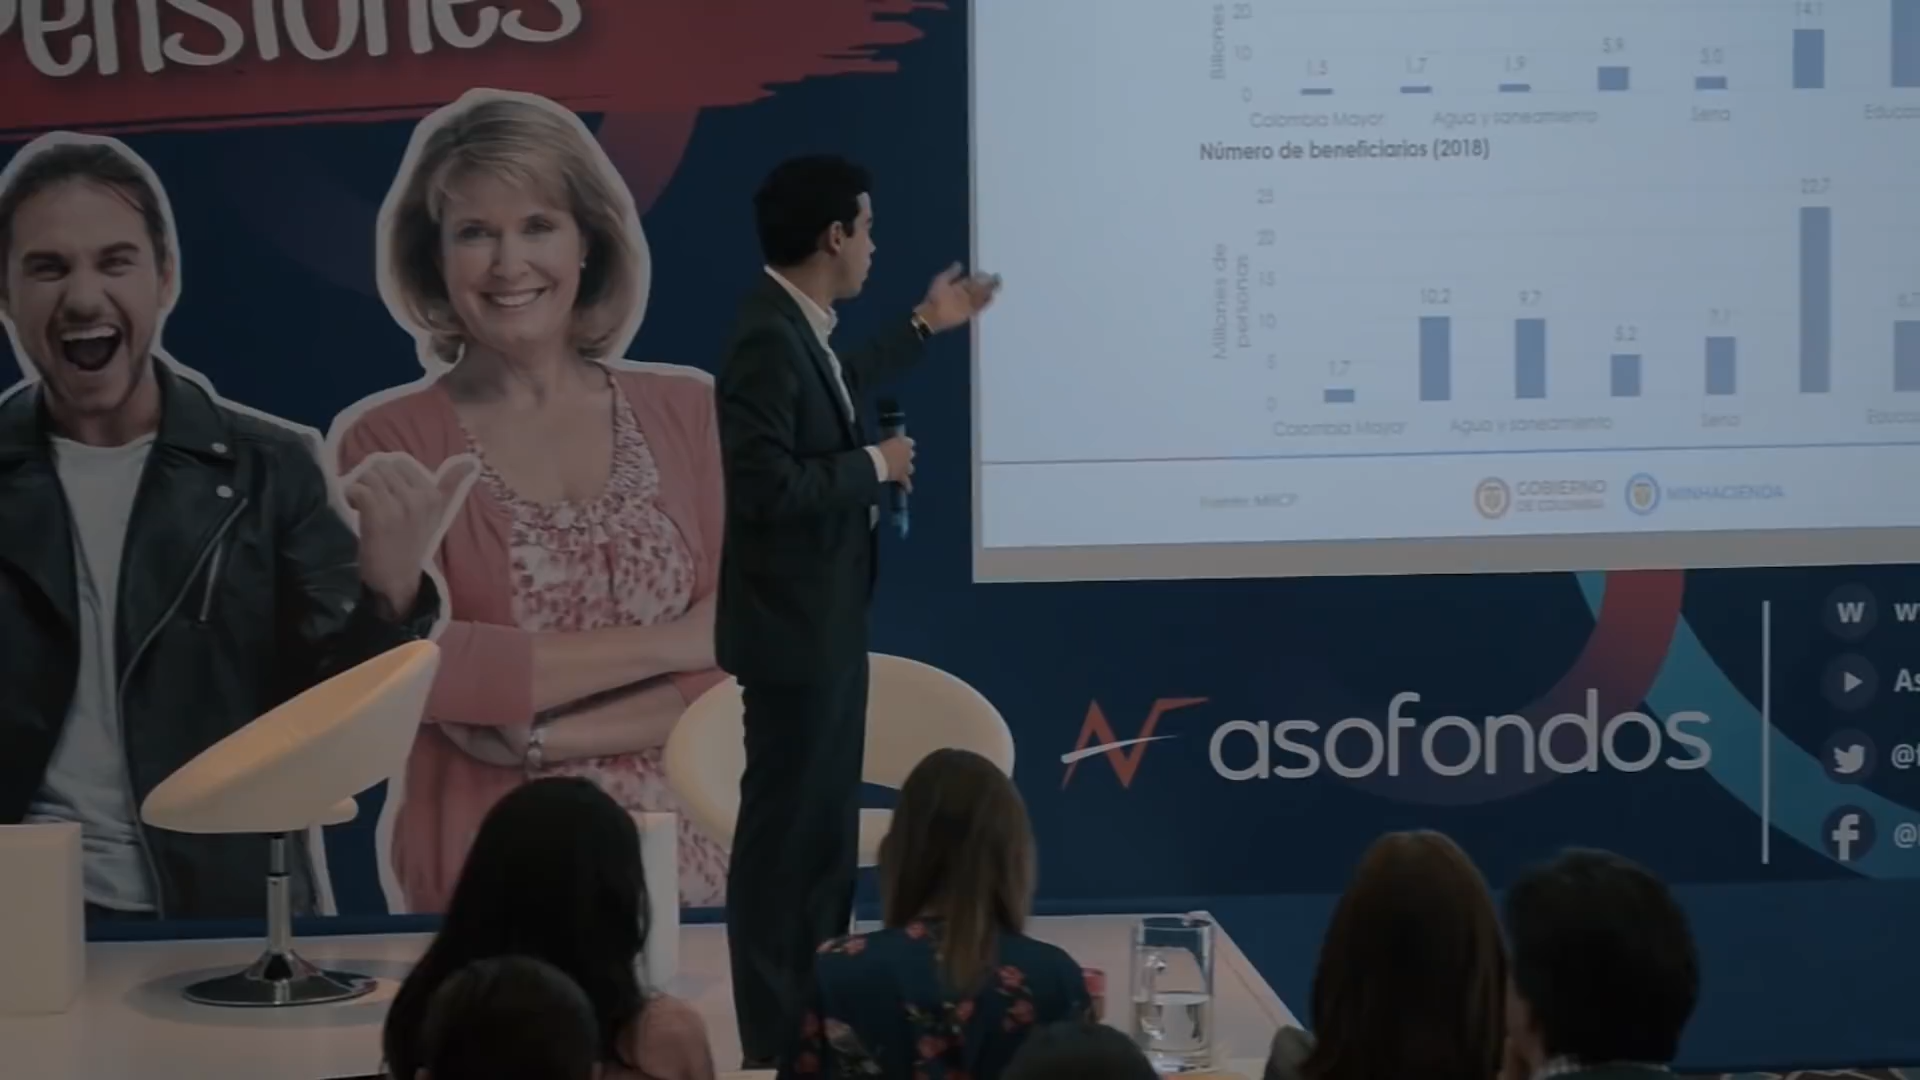 Pensiones
20
10
0
Billones
1.5
1.7
1.9
5.9
3.0
14.1
Colombia Mayor
Agua y saneamiento
Sena
Número de beneficiarios (2018)
25
20
15
10
5
0
Millones de
personas
1.7
10.2
9.7
5.2
7.1
22.7
Colombia Mayor
Agua y saneamiento
Sena
Fuente: MHCP
GOBIERNO
DE COLOMBIA
MINHACIENDA
asofondos
W
As
f
@